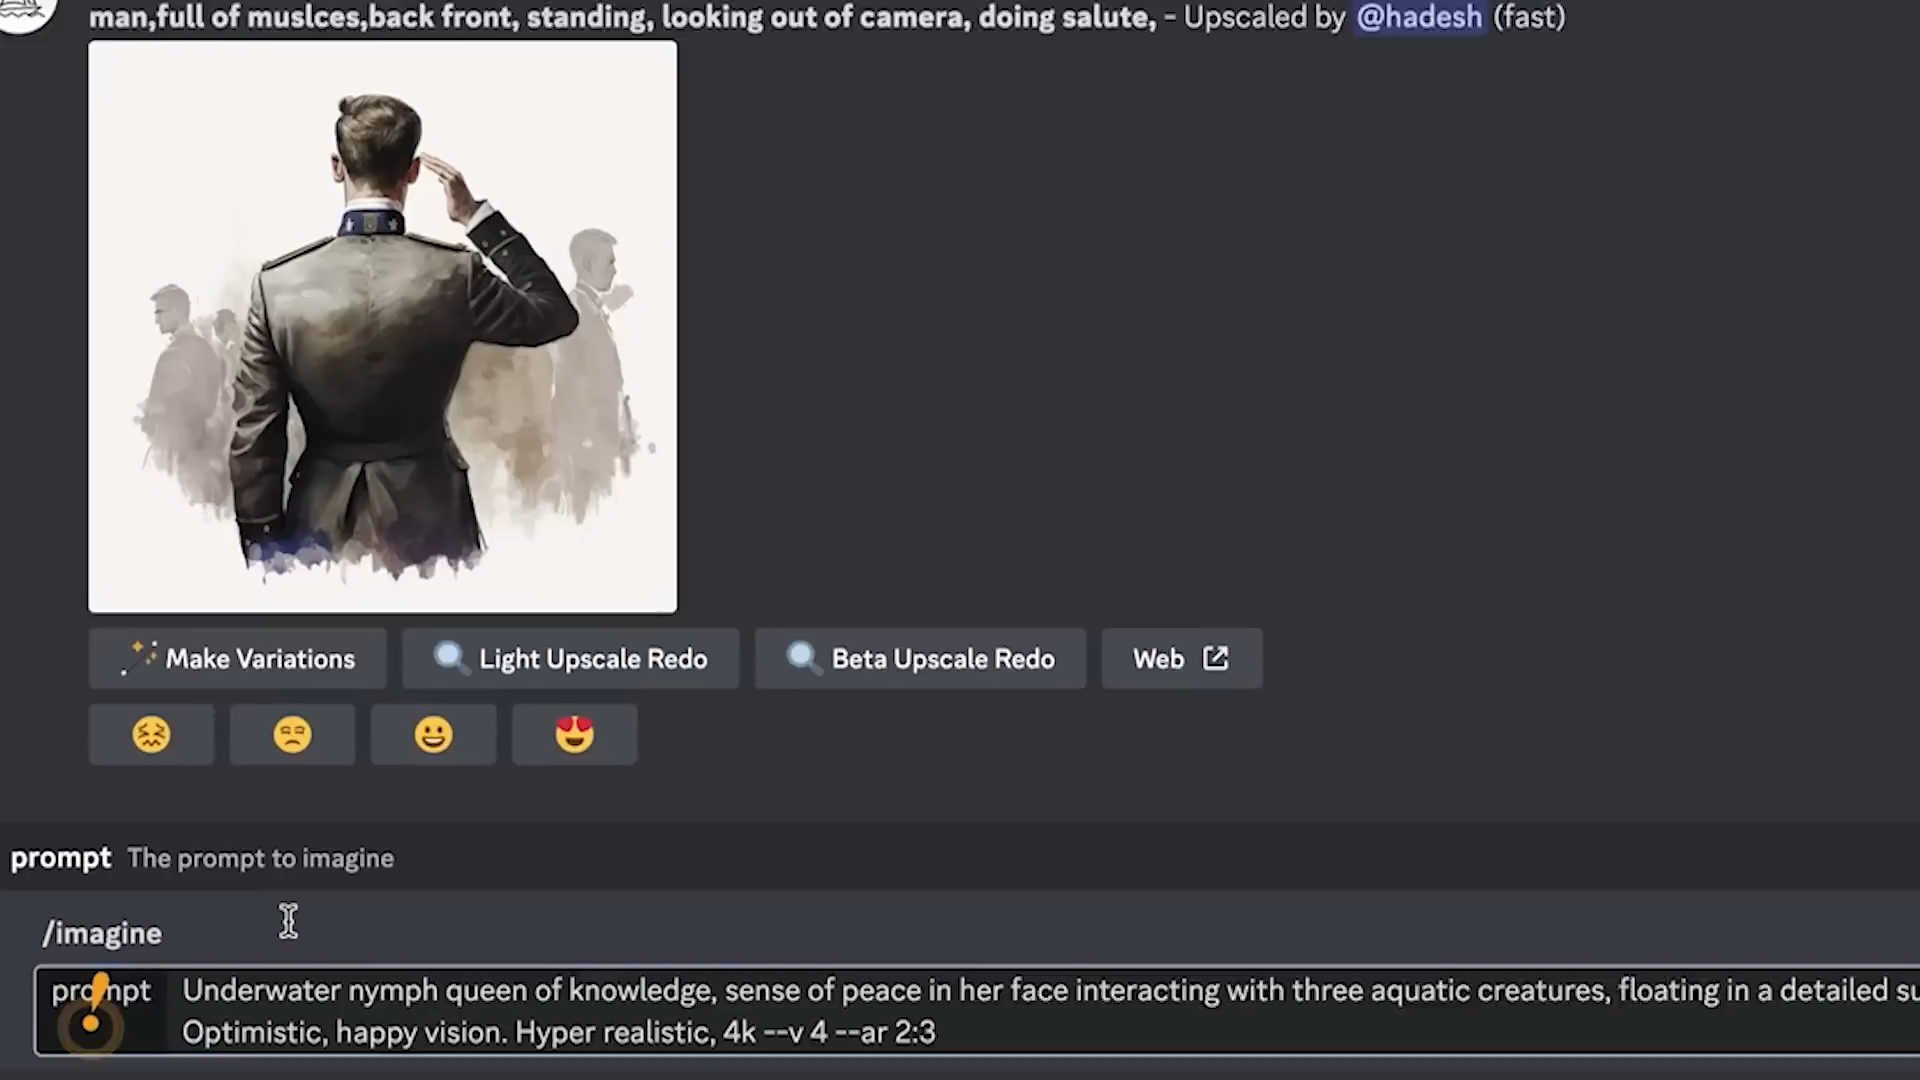 man,full of muslces,back front, standing, looking out of camera, doing salute, - Upscaled by @hadesh (fast)
Make Variations Light Upscale Redo Beta Upscale Redo Web
prompt The prompt to imagine
/imagine
prompt Underwater nymph queen of knowledge, sense of peace in her face interacting with three aquatic creatures, floating in a detailed su
Optimistic, happy vision. Hyper realistic, 4k --v 4 --ar 2:3